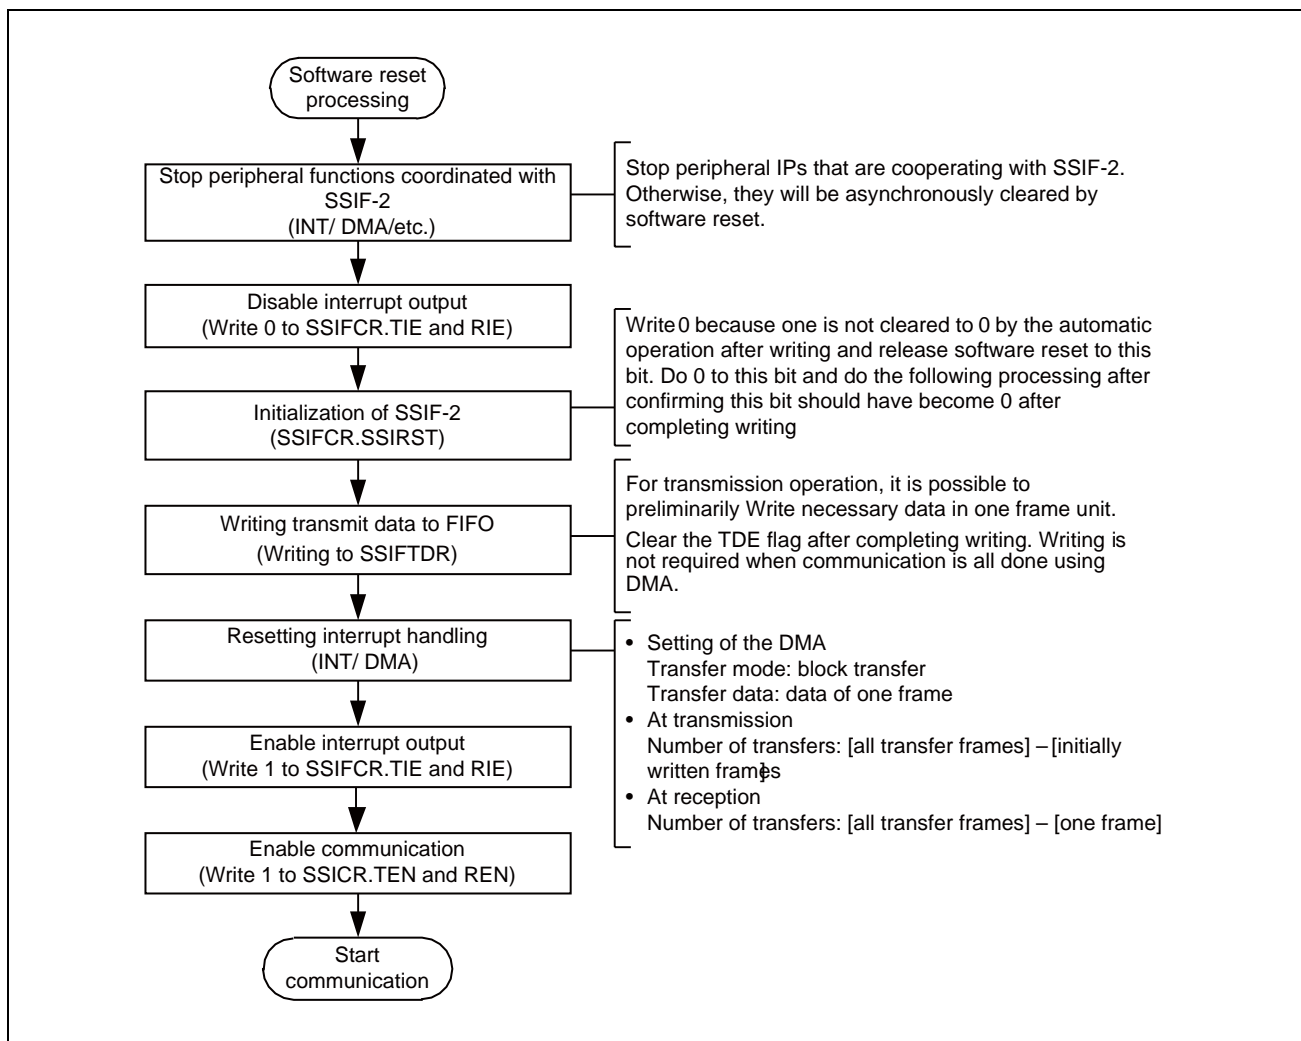 Software reset
processing
Stop peripheral functions coordinated with
SSIF-2
(INT/ DMA/etc.)
Stop peripheral IPs that are cooperating with SSIF-2.
Otherwise, they will be asynchronously cleared by
software reset.
Disable interrupt output
(Write 0 to SSIFCR.TIE and RIE)
Write 0 because one is not cleared to 0 by the automatic
operation after writing and release software reset to this
bit. Do 0 to this bit and do the following processing after
confirming this bit should have become 0 after
completing writing
Initialization of SSIF-2
(SSIFCR.SSIRST)
For transmission operation, it is possible to
preliminarily Write necessary data in one frame unit.
Clear the TDE flag after completing writing. Writing is
not required when communication is all done using
DMA.
Writing transmit data to FIFO
(Writing to SSIFTDR)
Resetting interrupt handling
(INT/ DMA)
• Setting of the DMA
Transfer mode: block transfer
Transfer data: data of one frame
• At transmission
Number of transfers: [all transfer frames] – [initially
written frames]
• At reception
Number of transfers: [all transfer frames] – [one frame]
Enable interrupt output
(Write 1 to SSIFCR.TIE and RIE)
Enable communication
(Write 1 to SSICR.TEN and REN)
Start
communication